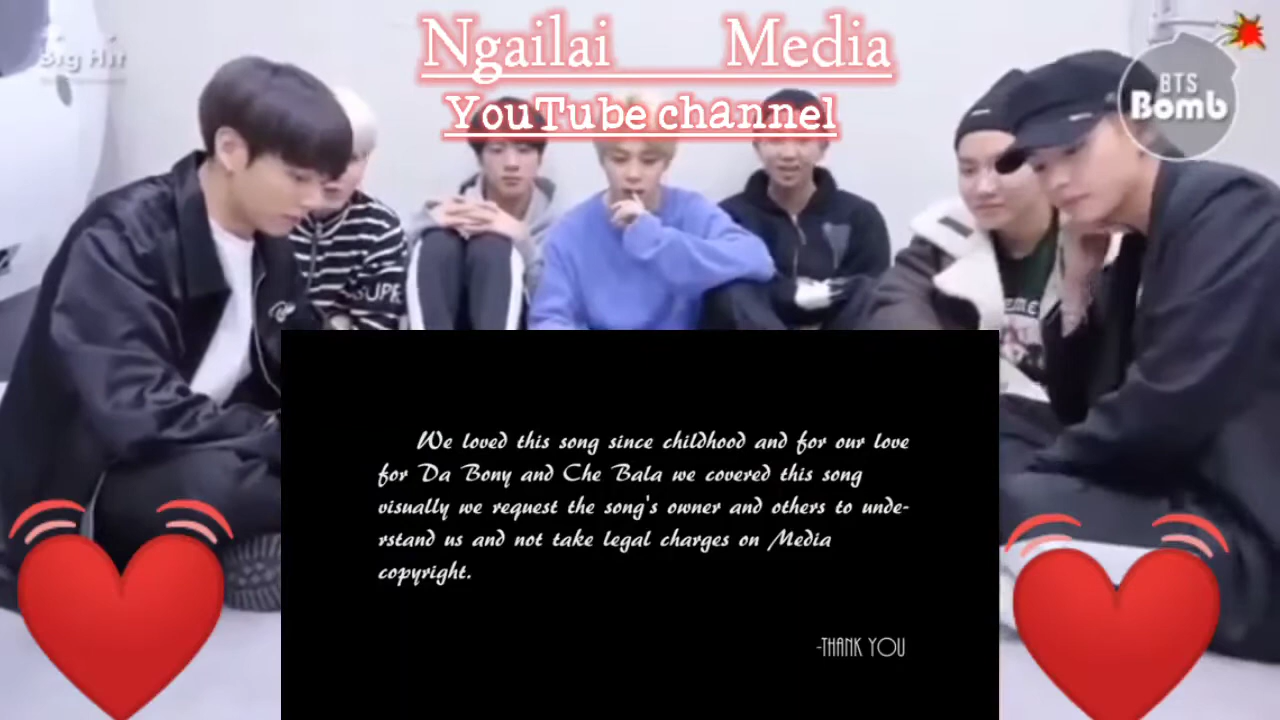 Ngailai Media
YouTube channel
Big Hit
BTS
Bomb
We loved this song since childhood and for our love
for Da Bony and Che Bala we covered this song
visually we request the song's owner and others to unde-
rstand us and not take legal charges on Media
copyright.
-THANK YOU